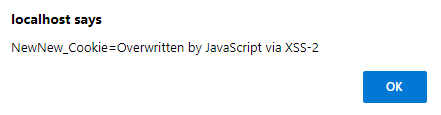 localhost says
NewNew_Cookie=Overwritten by JavaScript via XSS-2
OK